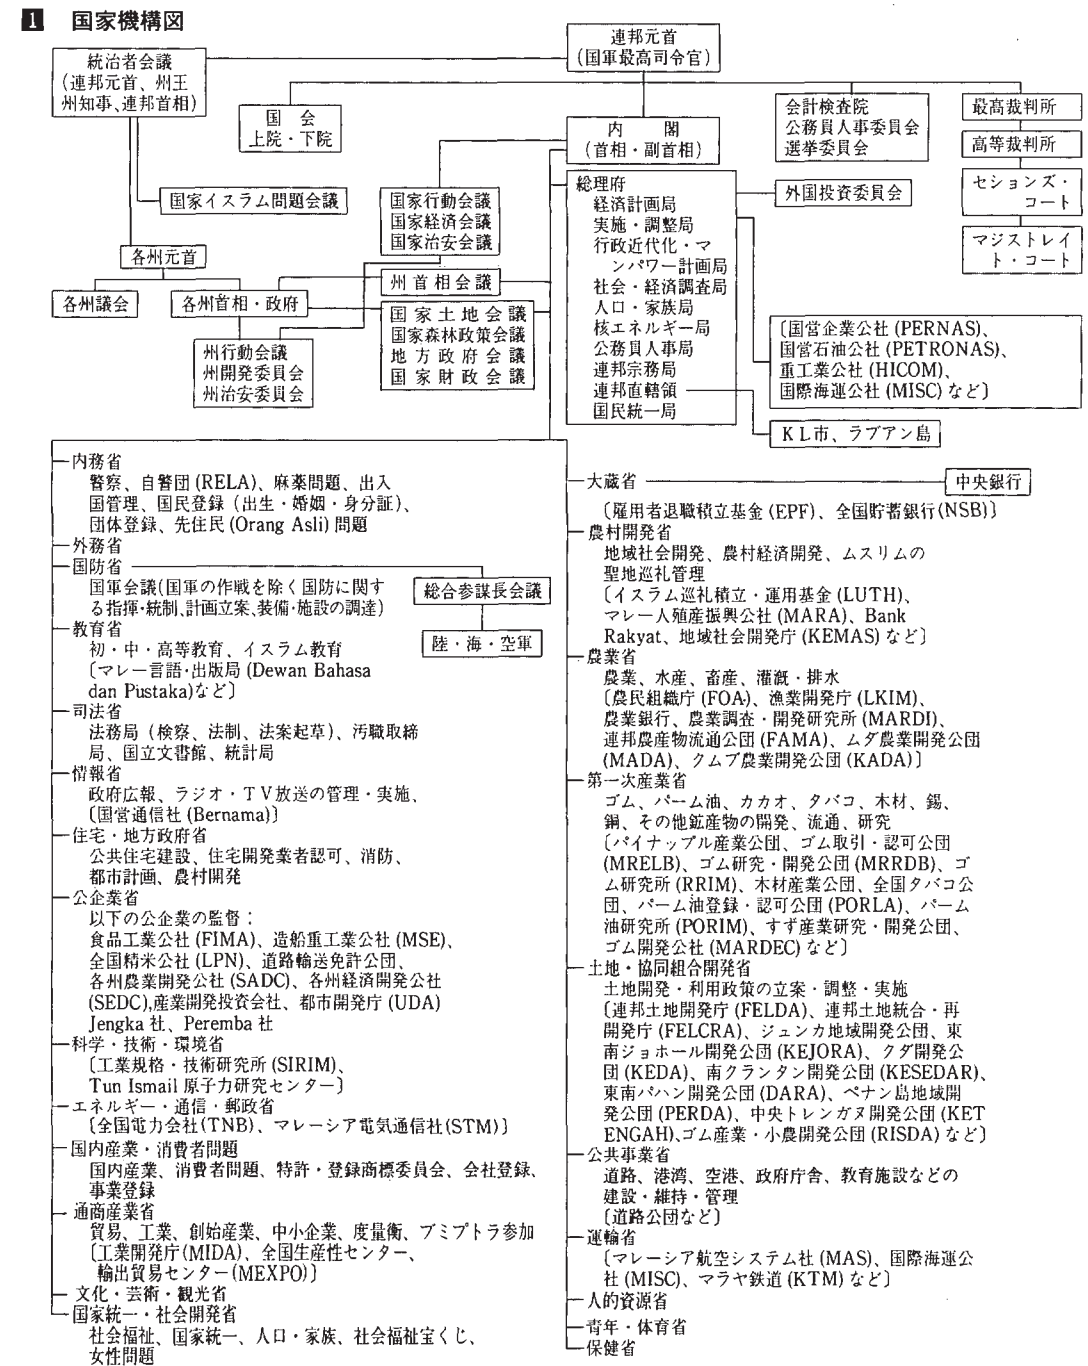 1 国家機構図
連邦元首
(国軍最高司令官)
統治者会議
(連邦元首、州王
州知事、連邦首相)
国 会
上院・下院
内 閣
(首相・副首相)
会計検査院
公務員人事委員会
選挙委員会
最高裁判所
高等裁判所
セションズ・
コート
マジストレイ
ト・コート
国家イスラム問題会議
国家行動会議
国家経済会議
国家治安会議
総理府
経済計画局
実施・調整局
行政近代化・マ
ンパワー計画局
社会・経済調査局
人口・家族局
核エネルギー局
公務員人事局
連邦宗務局
連邦直轄領
国民統一局
外国投資委員会
各州元首
各州議会
各州首相・政府
州首相会議
国家土地会議
国家森林政策会議
地方政府会議
国家財政会議
州行動会議
州開発委員会
州治安委員会
〔国営企業公社 (PERNAS)、
国営石油公社 (PETRONAS)、
重工業公社 (HICOM)、
国際海運公社 (MISC) など〕
KL市、ラブアン島
内務省
警察、自警団 (RELA)、麻薬問題、出入
国管理、国民登録（出生・婚姻・身分証）、
団体登録、先住民 (Orang Asli) 問題
外務省
国防省
国軍会議(国軍の作戦を除く国防に関す
る指揮・統制、計画立案、装備・施設の調達)
総合参謀長会議
陸・海・空軍
教育省
初・中・高等教育、イスラム教育
〔マレー言語・出版局 (Dewan Bahasa
dan Pustaka)など〕
司法省
法務局（検察、法制、法案起草）、汚職取締
局、国立文書館、統計局
情報省
政府広報、ラジオ・TV放送の管理・実施、
〔国営通信社 (Bernama)〕
住宅・地方政府省
公共住宅建設、住宅開発業者認可、消防、
都市計画、農村開発
公企業省
以下の公企業の監督：
食品工業公社 (FIMA)、造船重工業公社 (MSE)、
全国精米公社 (LPN)、道路輸送免許公団、
各州農業開発公社 (SADC)、各州経済開発公社
(SEDC),産業開発投資会社、都市開発庁 (UDA)
Jengka 社、Peremba 社
科学・技術・環境省
〔工業規格・技術研究所 (SIRIM)、
Tun Ismail 原子力研究センター〕
エネルギー・通信・郵政省
〔全国電力会社(TNB)、マレーシア電気通信社(STM)〕
国内産業・消費者問題
国内産業、消費者問題、特許・登録商標委員会、会社登録、
事業登録
通商産業省
貿易、工業、創始産業、中小企業、度量衡、ブミプトラ参加
〔工業開発庁(MIDA)、全国生産性センター、
輸出貿易センター(MEXPO)〕
文化・芸術・観光省
国家統一・社会開発省
社会福祉、国家統一、人口・家族、社会福祉宝くじ、
女性問題
大蔵省
中央銀行
〔雇用者退職積立基金 (EPF)、全国貯蓄銀行(NSB)〕
農村開発省
地域社会開発、農村経済開発、ムスリムの
聖地巡礼管理
〔イスラム巡礼積立・運用基金 (LUTH)、
マレー人殖産振興公社 (MARA)、Bank
Rakyat、地域社会開発庁 (KEMAS) など〕
農業省
農業、水産、畜産、灌漑・排水
〔農民組織庁 (FOA)、漁業開発庁 (LKIM)、
農業銀行、農業調査・開発研究所 (MARDI)、
連邦農産物流通公団 (FAMA)、ムダ農業開発公団
(MADA)、クムブ農業開発公団 (KADA)〕
第一次産業省
ゴム、パーム油、カカオ、タバコ、木材、錫、
銅、その他鉱産物の開発、流通、研究
〔パイナップル産業公団、ゴム取引・認可公団
(MRELB)、ゴム研究・開発公団 (MRRDB)、ゴ
ム研究所 (RRIM)、木材産業公団、全国タバコ公
団、パーム油登録・認可公団 (PORLA)、パーム
油研究所 (PORIM)、すず産業研究・開発公団、
ゴム開発公社 (MARDEC) など〕
土地・協同組合開発省
土地開発・利用政策の立案・調整・実施
〔連邦土地開発庁 (FELDA)、連邦土地統合・再
開発庁 (FELCRA)、ジェンカ地域開発公団、東
南ジョホール開発公団 (KEJORA)、クダ開発公
団 (KEDA)、南クランタン開発公団 (KESEDAR)、
東南パハン開発公団 (DARA)、ペナン島地域開
発公団 (PERDA)、中央トレンガヌ開発公団 (KET
ENGAH)、ゴム産業・小農開発公団 (RISDA) など〕
公共事業省
道路、港湾、空港、政府庁舎、教育施設などの
建設・維持・管理
〔道路公団など〕
運輸省
〔マレーシア航空システム社 (MAS)、国際海運公
社 (MISC)、マラヤ鉄道 (KTM) など〕
人的資源省
青年・体育省
保健省